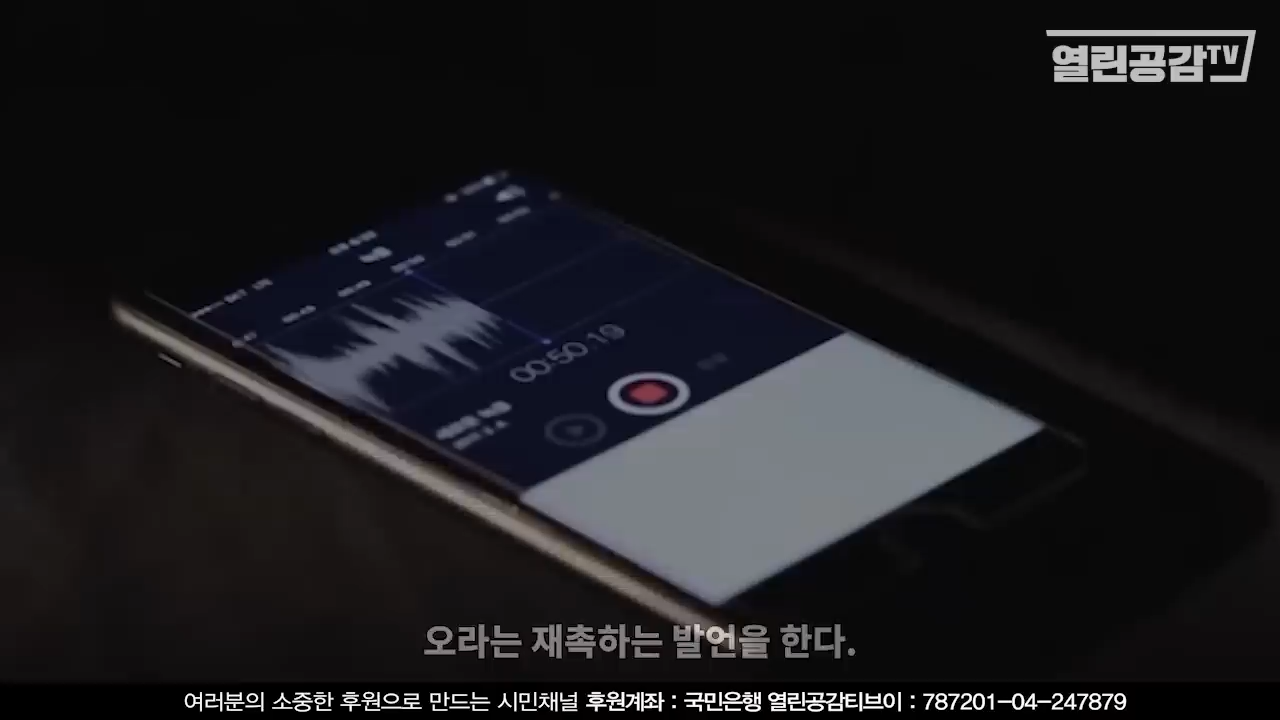 열린공감TV
00:50.19
오라는 재촉하는 발언을 한다.
여러분의 소중한 후원으로 만드는 시민채널 후원계좌 : 국민은행 열린공감티브이 : 787201-04-247879